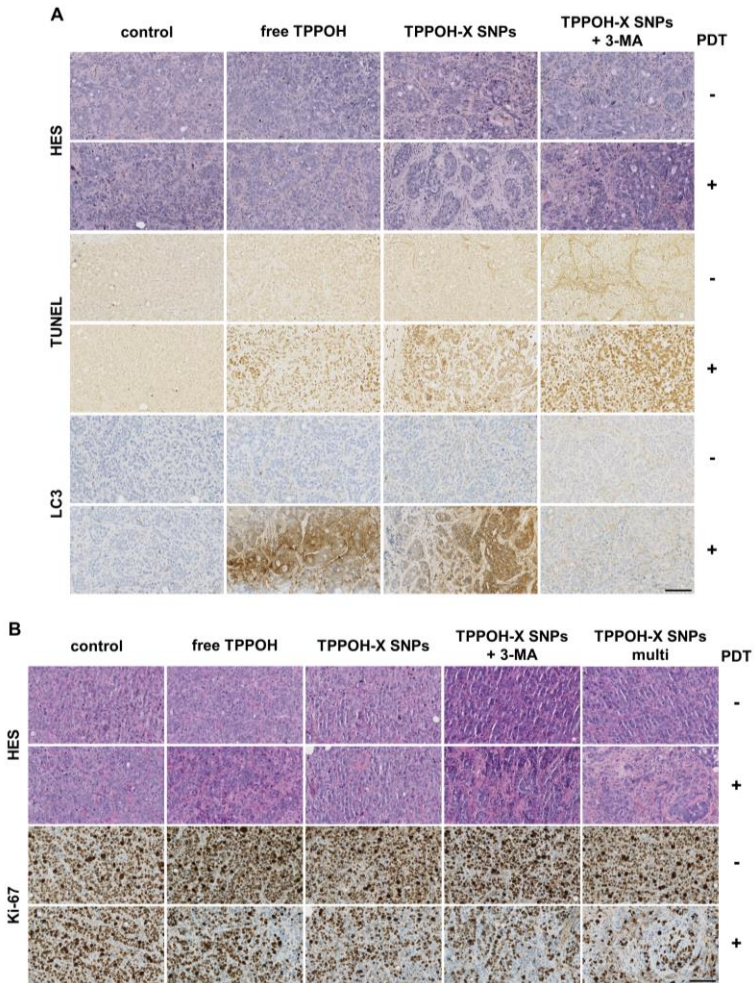 A
control free TPPOH TPPOH-X SNPs TPPOH-X SNPs + 3-MA PDT
HES
-
+
TUNEL
-
+
LC3
-
+
B
control free TPPOH TPPOH-X SNPs TPPOH-X SNPs + 3-MA TPPOH-X SNPs multi PDT
HES
-
+
Ki-67
-
+